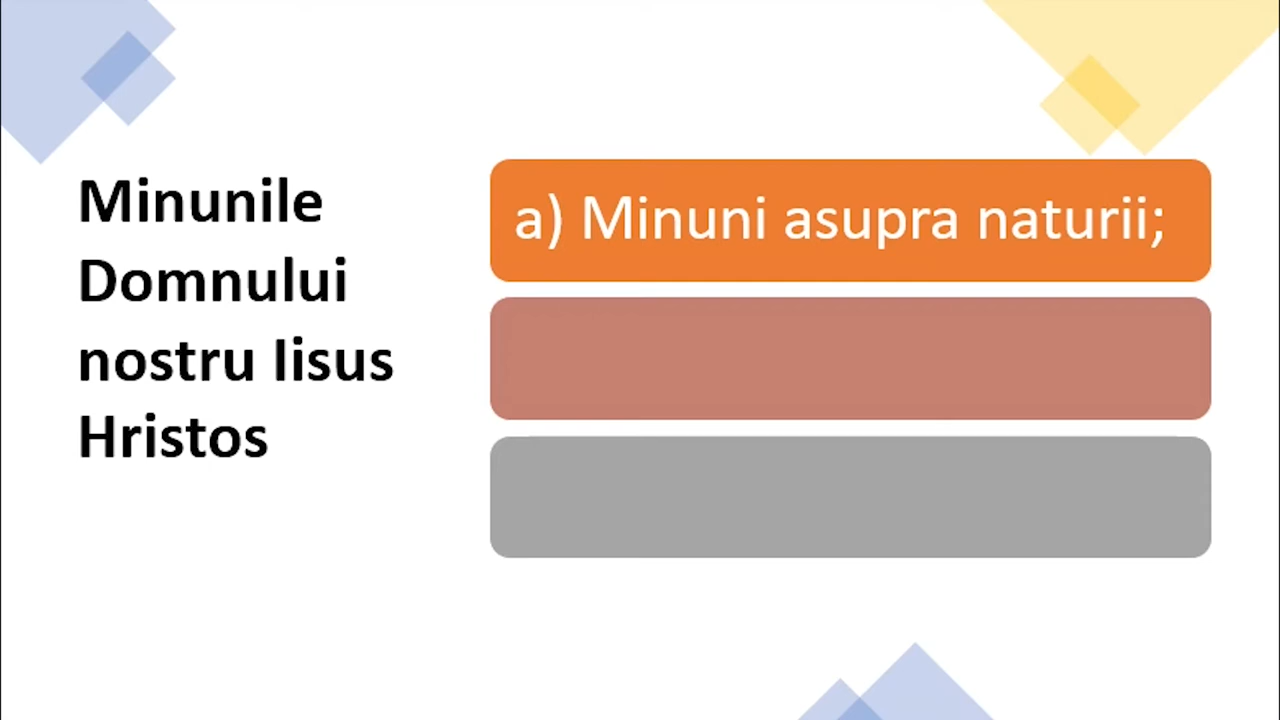 Minunile
Domnului
nostru Iisus
Hristos
a) Minuni asupra naturii;